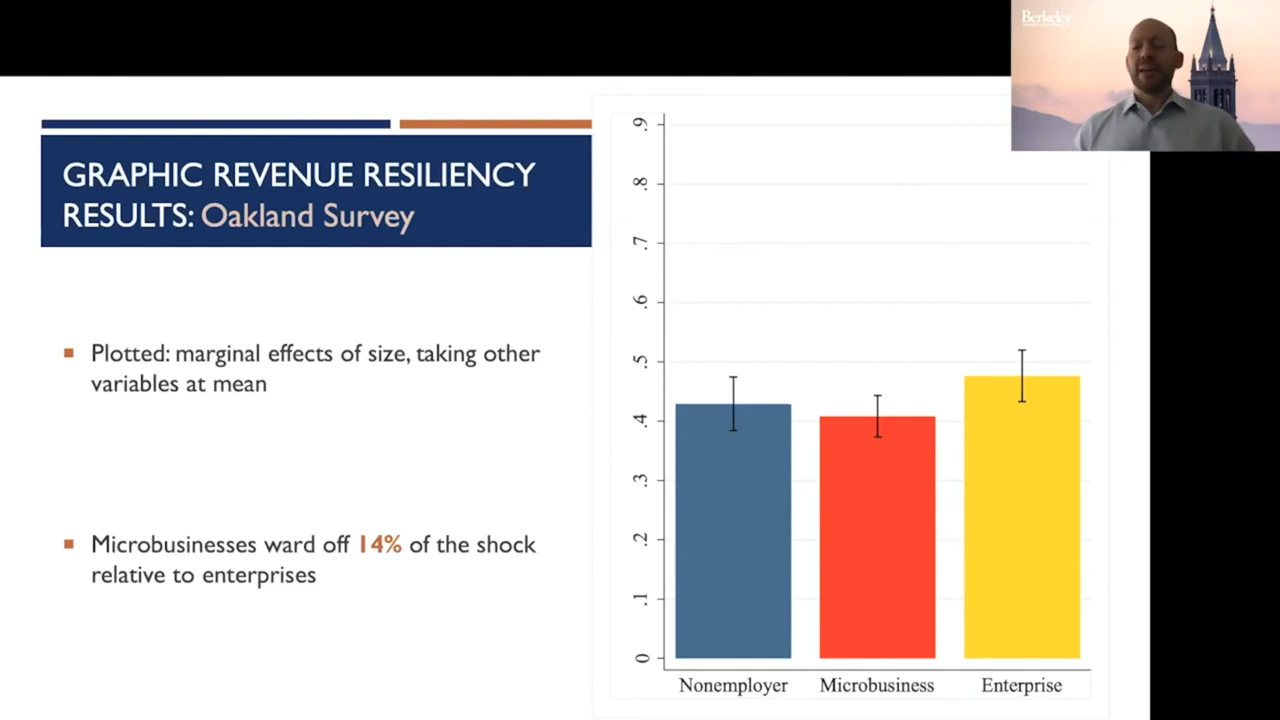 Berkeley
GRAPHIC REVENUE RESILIENCY
RESULTS: Oakland Survey
Plotted: marginal effects of size, taking other
variables at mean
Microbusinesses ward off 14% of the shock
relative to enterprises
.9
.8
.7
.6
.5
.4
.3
.2
.1
0
Nonemployer Microbusiness Enterprise